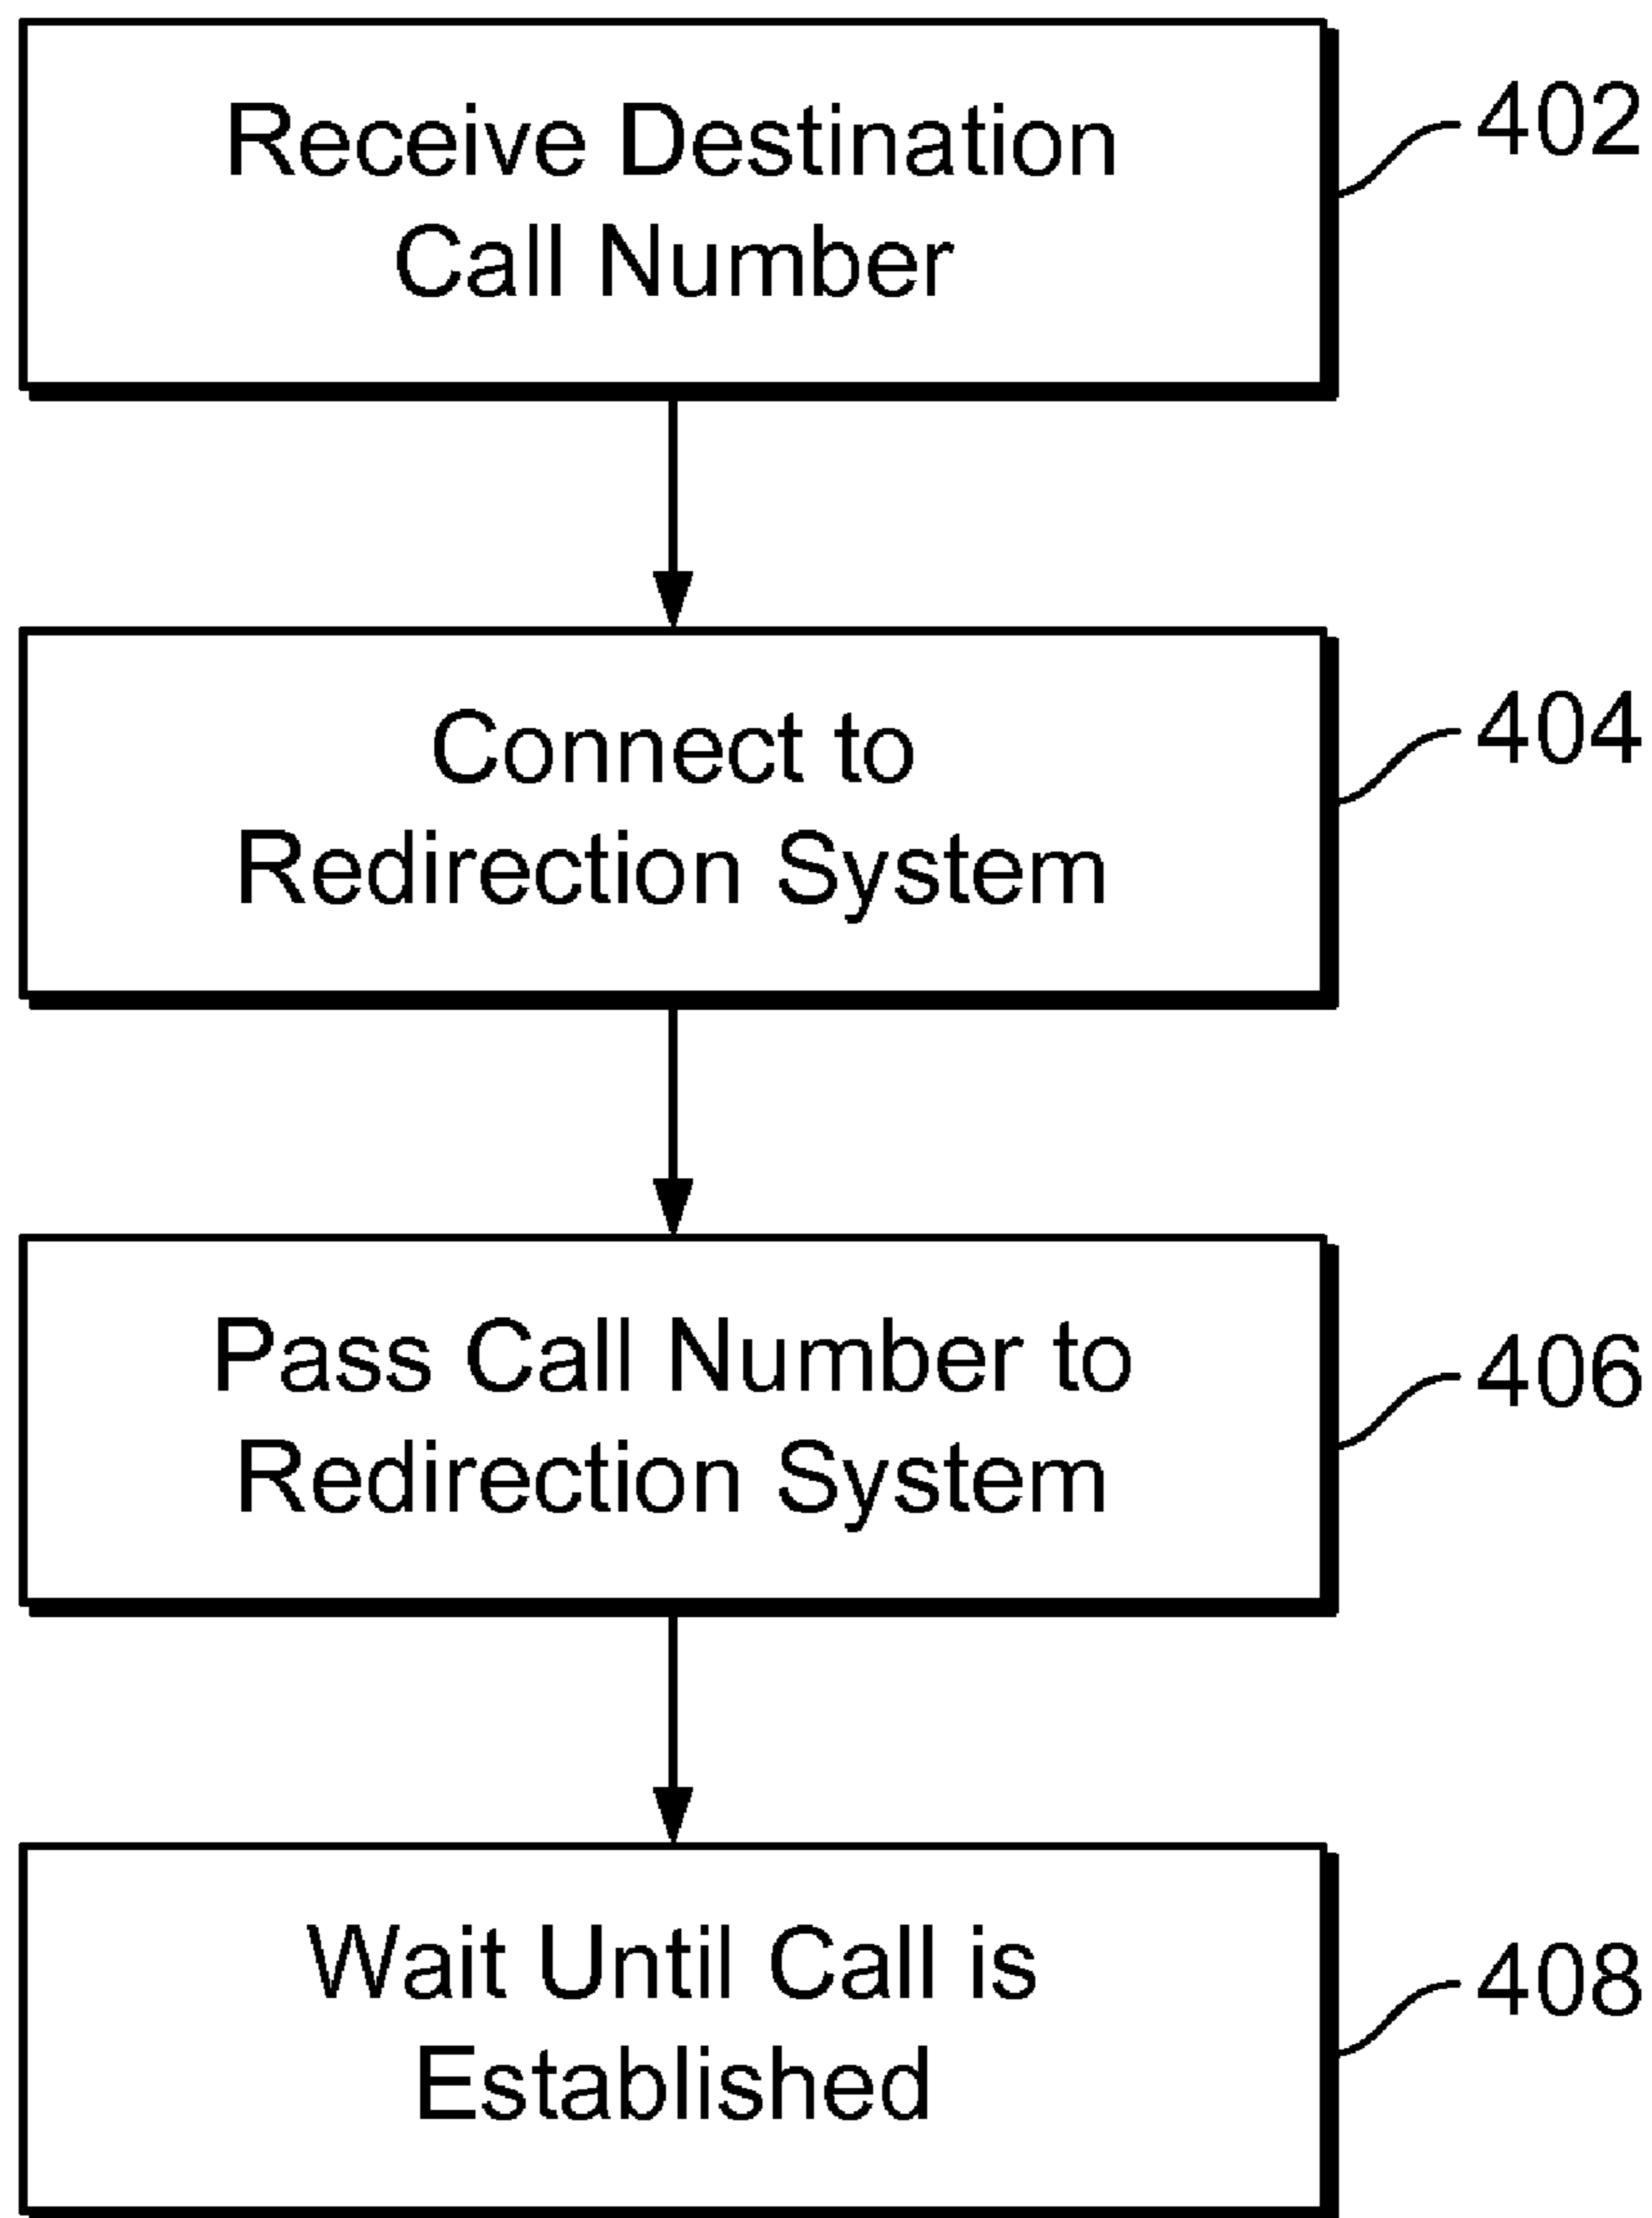 Receive Destination
Call Number
402
Connect to
Redirection System
404
Pass Call Number to
Redirection System
406
Wait Until Call is
Established
408